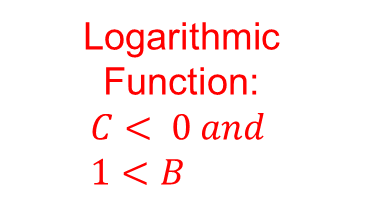 Logarithmic
Function:
C < 0 and
1 < B